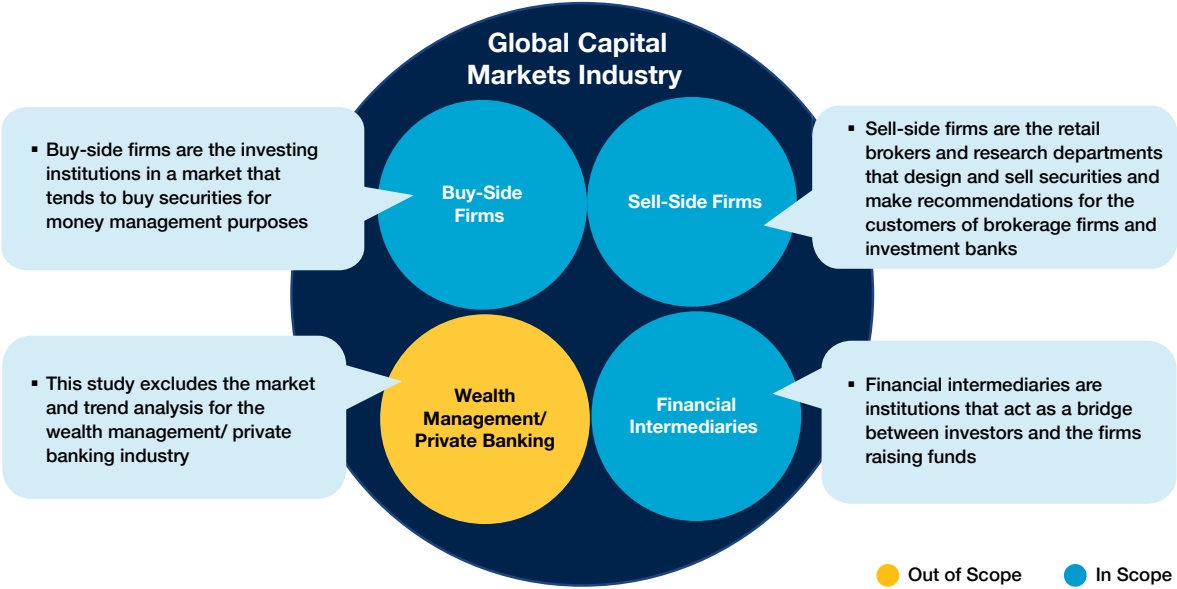 Global Capital
Markets Industry
▪ Buy-side firms are the investing
institutions in a market that
tends to buy securities for
money management purposes
Buy-Side
Firms
Sell-Side Firms
▪ Sell-side firms are the retail
brokers and research departments
that design and sell securities and
make recommendations for the
customers of brokerage firms and
investment banks
▪ This study excludes the market
and trend analysis for the
wealth management/ private
banking industry
Wealth
Management/
Private Banking
Financial
Intermediaries
▪ Financial intermediaries are
institutions that act as a bridge
between investors and the firms
raising funds
Out of Scope
In Scope